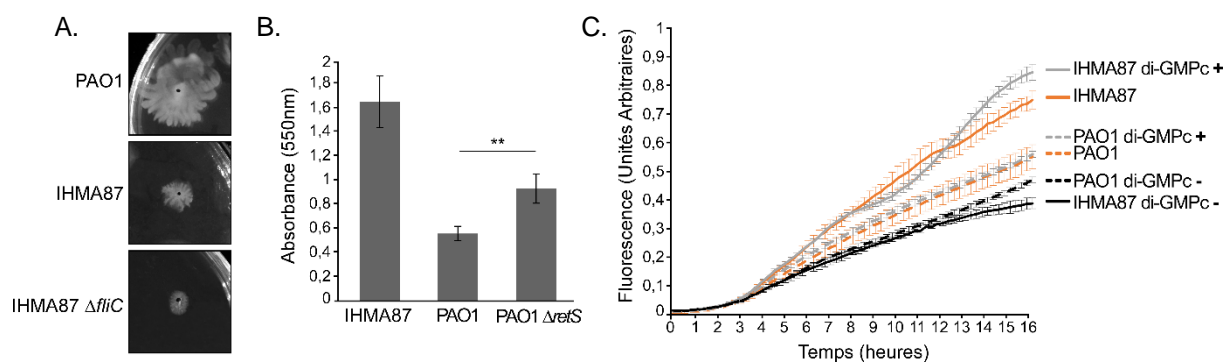 A.
PAO1
IHMA87
IHMA87 ΔfliC
B.
Absorbance (550nm)
2
1,8
1,6
1,4
1,2
1
0,8
0,6
0,4
0,2
0
**
IHMA87 PAO1 PAO1 ΔretS
C.
Fluorescence (Unités Arbitraires)
1
0,9
0,8
0,7
0,6
0,5
0,4
0,3
0,2
0,1
0
0 1 2 3 4 5 6 7 8 9 10 11 12 13 14 15 16
Temps (heures)
IHMA87 di-GMPc +
IHMA87
PAO1 di-GMPc +
PAO1
PAO1 di-GMPc -
IHMA87 di-GMPc -